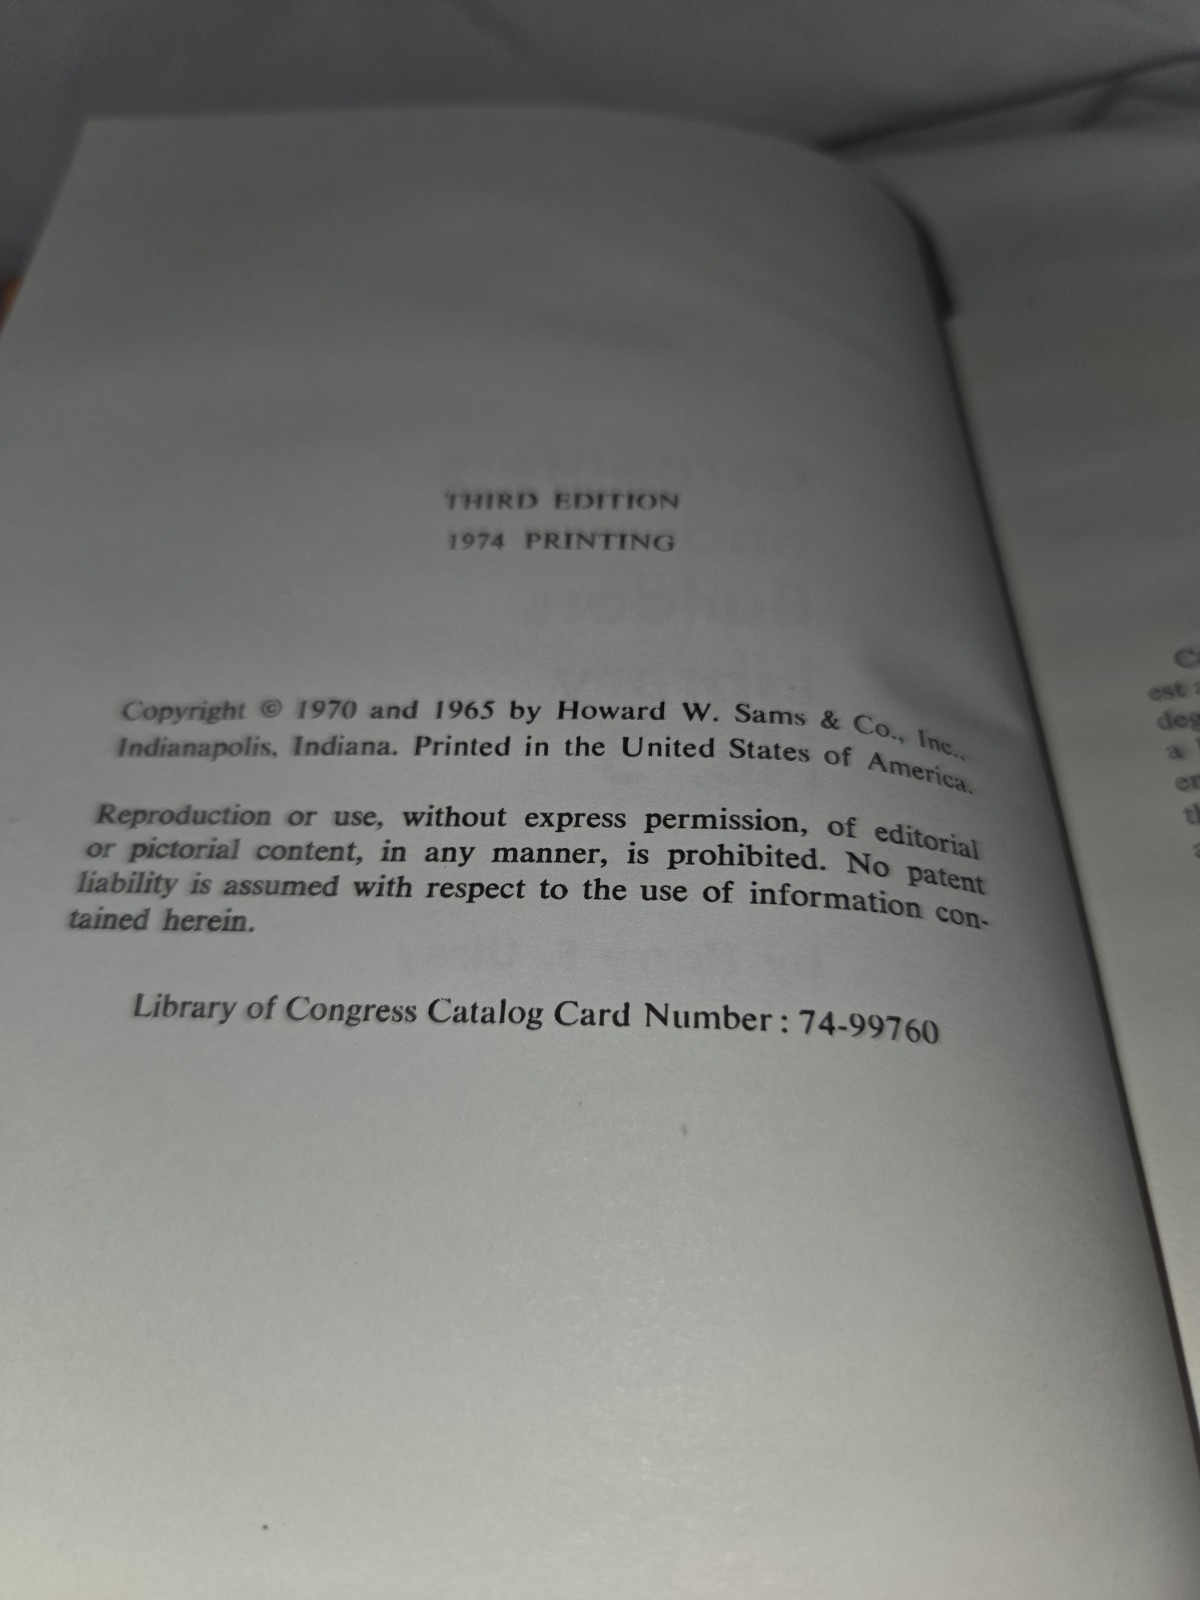 THIRD EDITION
1974 PRINTING
Copyright © 1970 and 1965 by Howard W. Sams & Co., Inc.,
Indianapolis, Indiana. Printed in the United States of America.
Reproduction or use, without express permission, of editorial
or pictorial content, in any manner, is prohibited. No patent
liability is assumed with respect to the use of information con-
tained herein.
Library of Congress Catalog Card Number: 74-99760
est
deg
a